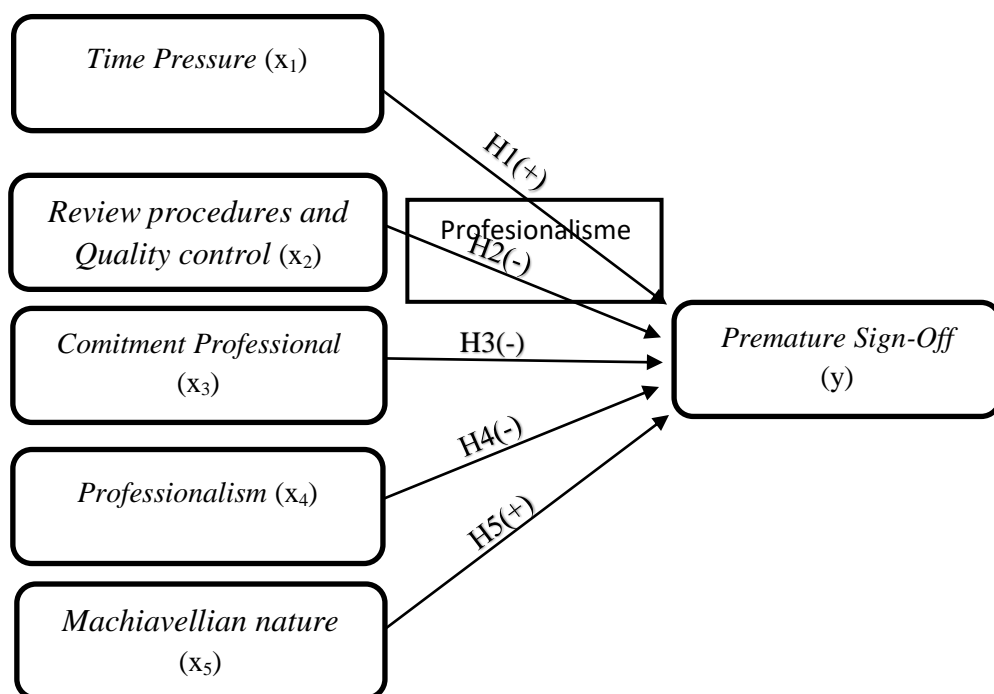 Time Pressure (x₁)
H1(+)
Review procedures and
Quality control (x₂)
Profesionalisme
H2(-)
Comitment Professional
(x₃)
H3(-)
Premature Sign-Off
(y)
Professionalism (x₄)
H4(-)
Machiavellian nature
(x₅)
H5(+)